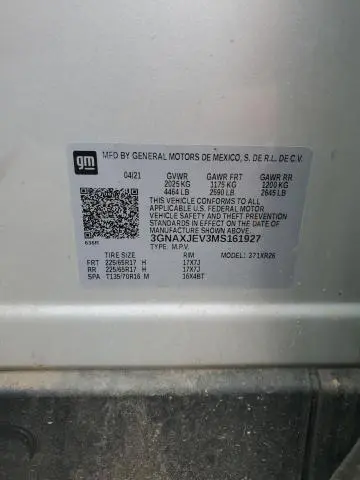 gm MFD BY GENERAL MOTORS DE MEXICO, S. DE R.L. DE C.V.
04/21 GVWR GAWR FRT GAWR RR
2025 KG 1175 KG 1200 KG
4464 LB 2590 LB 2645 LB
THIS VEHICLE CONFORMS TO ALL
APPLICABLE U.S. FEDERAL MOTOR
VEHICLE SAFETY AND THEFT PREVENTION
STANDARDS IN EFFECT ON THE DATE OF
MANUFACTURE SHOWN ABOVE.
3GNAXJEV3MS161927
TYPE: M.P.V.
TIRE SIZE RIM MODEL: 271XR26
FRT 225/65R17 H 17X7J
RR 225/65R17 H 17X7J
SPA T135/70R16 M 16X4BT